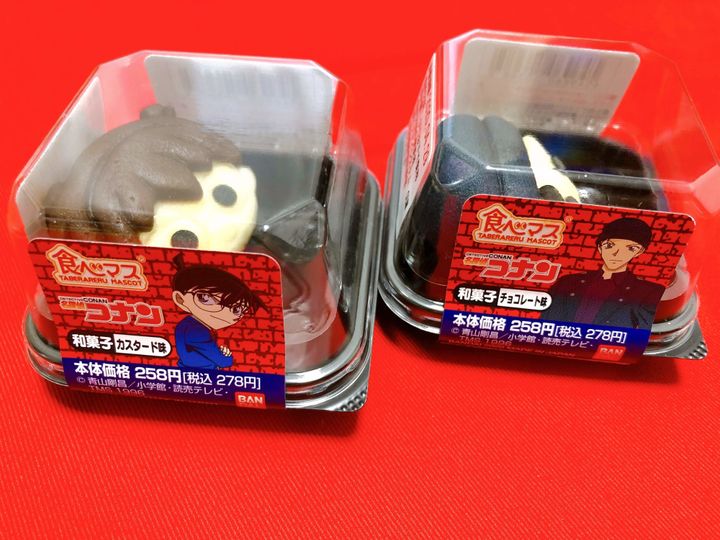 食べマス®
TABERARERU MASCOT
DETECTIVE CONAN
名探偵
コナン
和菓子 カスタード味
本体価格 258円[税込 278円]
© 青山剛昌/小学館・読売テレビ・
TMS 1996
BAN
食べマス®
TABERARERU MASCOT
DETECTIVE CONAN
名探偵
コナン
和菓子 チョコレート味
本体価格 258円[税込 278円]
© 青山剛昌/小学館・読売テレビ・
TMS 1996
BAN
IN JAPAN